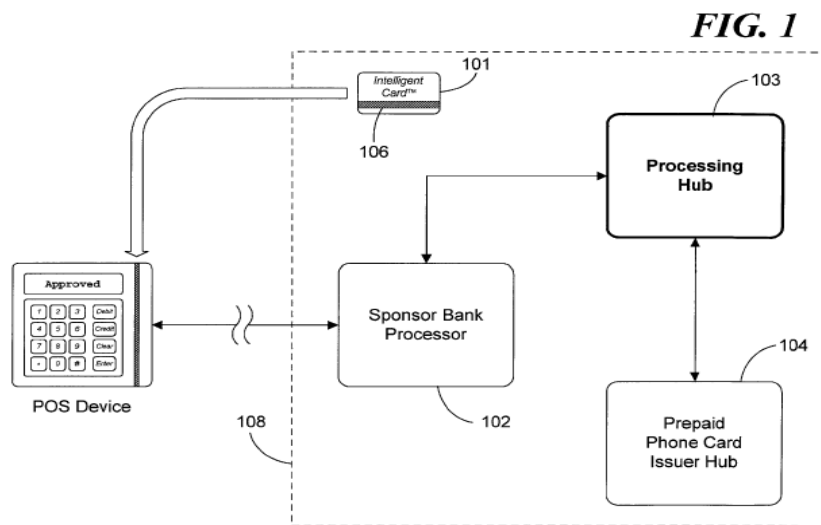 FIG. 1
101
Intelligent
Card™
106
103
Processing
Hub
Approved
1 2 3 Debit
4 5 6 Credit
7 8 9 Clear
* 0 # Enter
POS Device
Sponsor Bank
Processor
102
108
104
Prepaid
Phone Card
Issuer Hub